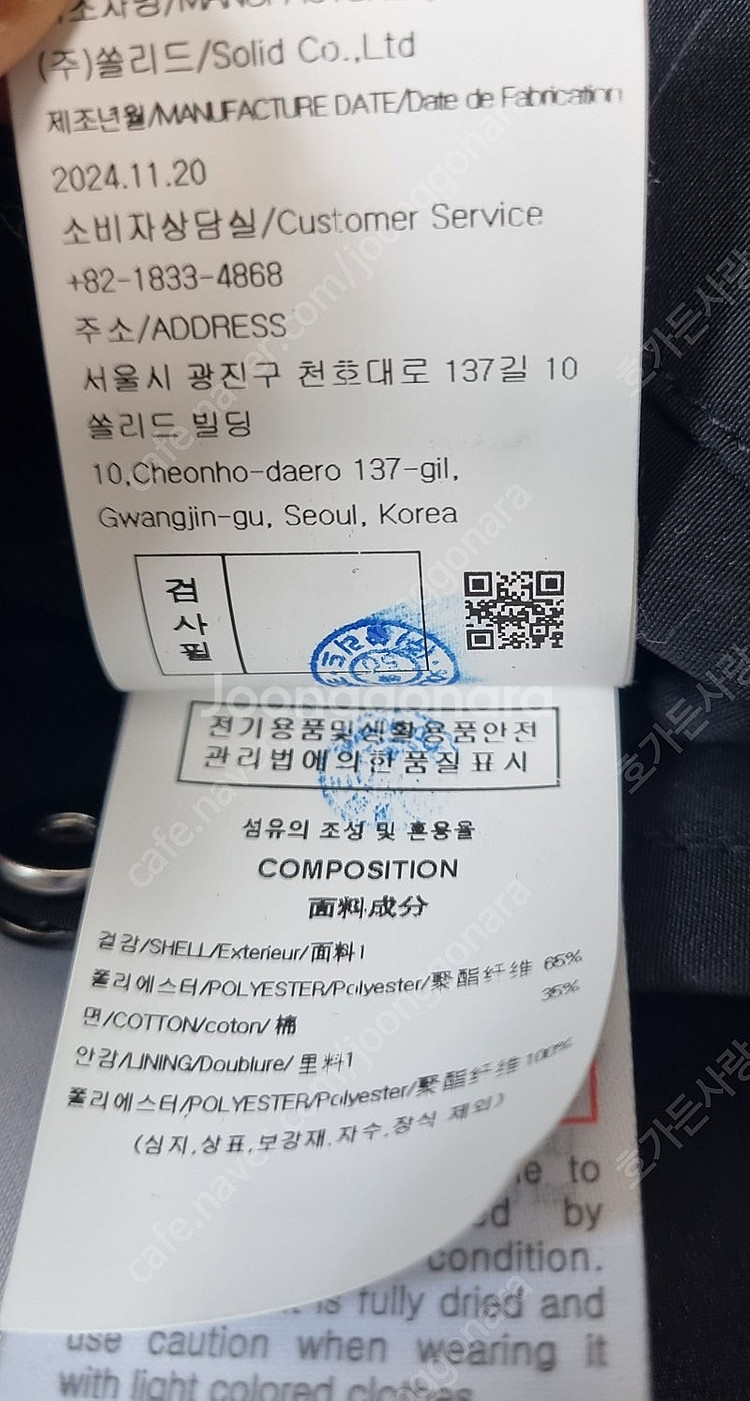 (주)쏠리드/Solid Co.,Ltd
제조년월/MANUFACTURE DATE/Date de Fabrication
2024.11.20
소비자상담실/Customer Service
+82-1833-4868
주소/ADDRESS
서울시 광진구 천호대로 137길 10
쏠리드 빌딩
10,Cheonho-daero 137-gil,
Gwangjin-gu, Seoul, Korea
검사필
Joonggonara
전기용품및생활용품안전
관리법에의한품질표시
섬유의 조성 및 혼용율
COMPOSITION
面料成分
겉감/SHELL/Exterieur/面料1
폴리에스터/POLYESTER/Polyester/聚酯纤维 65%
35%
면/COTTON/coton/棉
안감/LINING/Doublure/里料1
폴리에스터/POLYESTER/Polyester/聚酯纤维 100%
(심지,상표,보강재,자수,장식 제외)
to
by
condition.
is fully dried and
use caution when wearing it
with light colored clothes